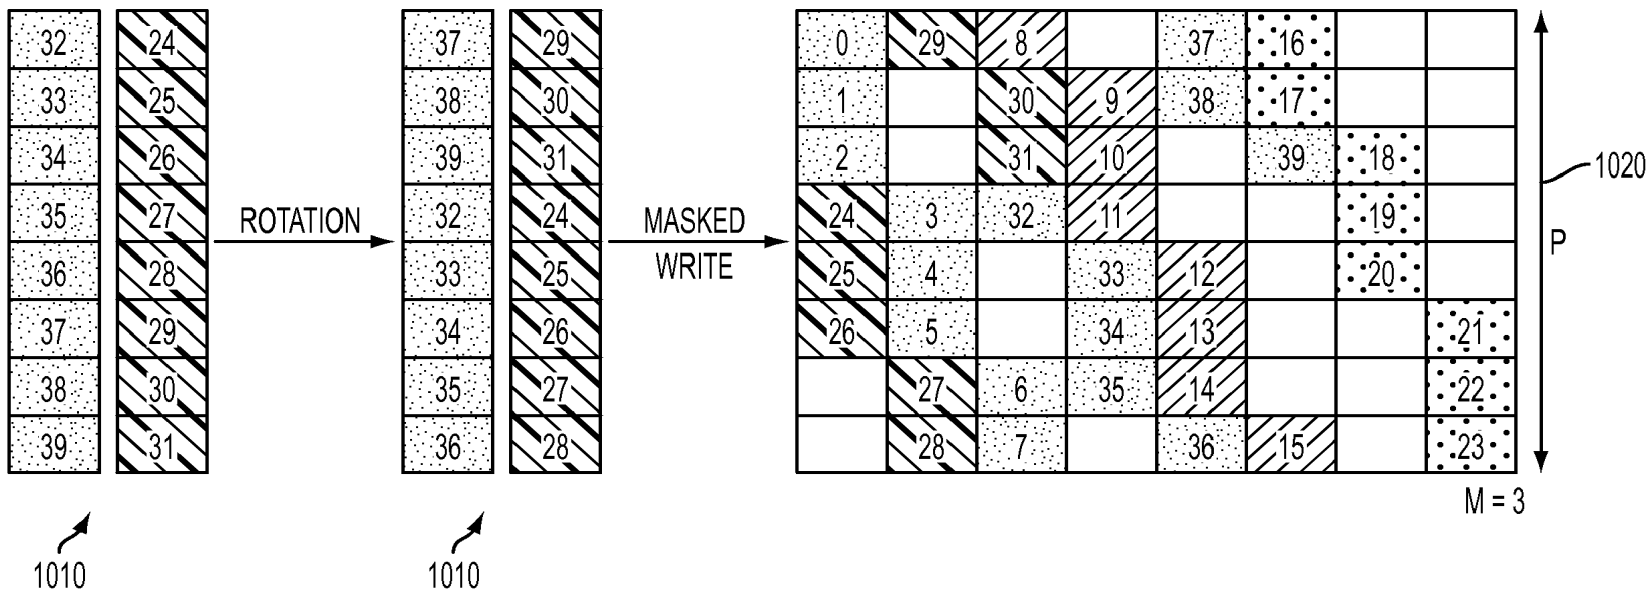 32 24 37 29 0 29 8 37 16
33 25 38 30 1 30 9 38 17
34 26 39 31 2 31 10 39 18 1020
35 27 ROTATION 32 24 MASKED 24 3 32 11 19
WRITE P
36 28 33 25 25 4 33 12 20
37 29 34 26 26 5 34 13 21
38 30 35 27 27 6 35 14 22
39 31 36 28 28 7 36 15 23
M = 3
1010 1010